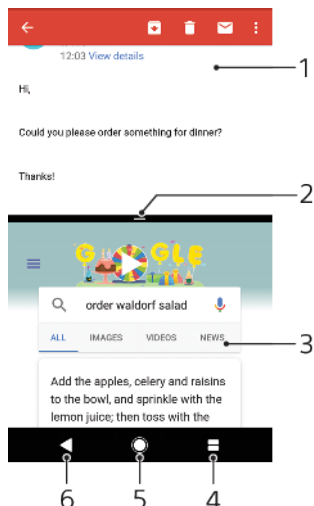 12:03 View details
Hi,
Could you please order something for dinner?
Thanks!
1
2
G GLE
order waldorf salad
ALL IMAGES VIDEOS NEWS
3
Add the apples, celery and raisins
to the bowl, and sprinkle with the
lemon juice; then toss with the
6 5 4